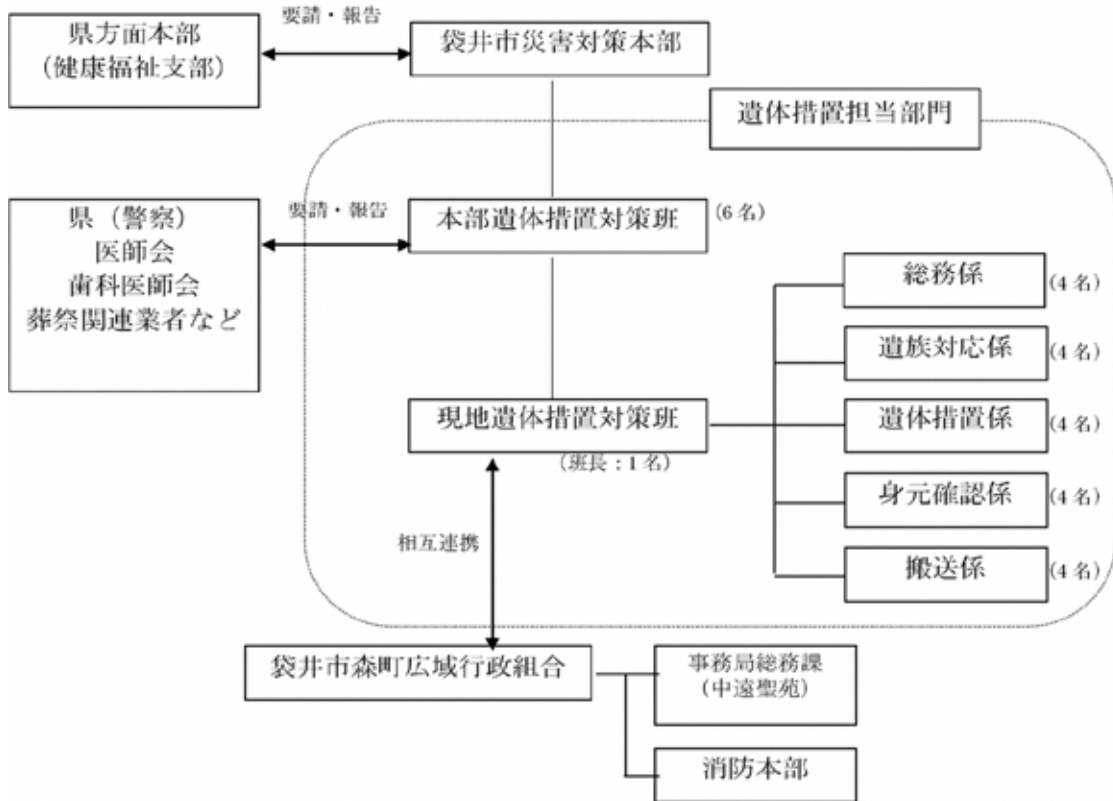 県方面本部
(健康福祉支部)
要請・報告
袋井市災害対策本部
遺体措置担当部門
県（警察）
医師会
歯科医師会
葬祭関連業者など
要請・報告
本部遺体措置対策班
(6名)
総務係
(4名)
遺族対応係
(4名)
現地遺体措置対策班
(班長：1名)
遺体措置係
(4名)
身元確認係
(4名)
相互連携
搬送係
(4名)
袋井市森町広域行政組合
事務局総務課
(中遠聖苑)
消防本部